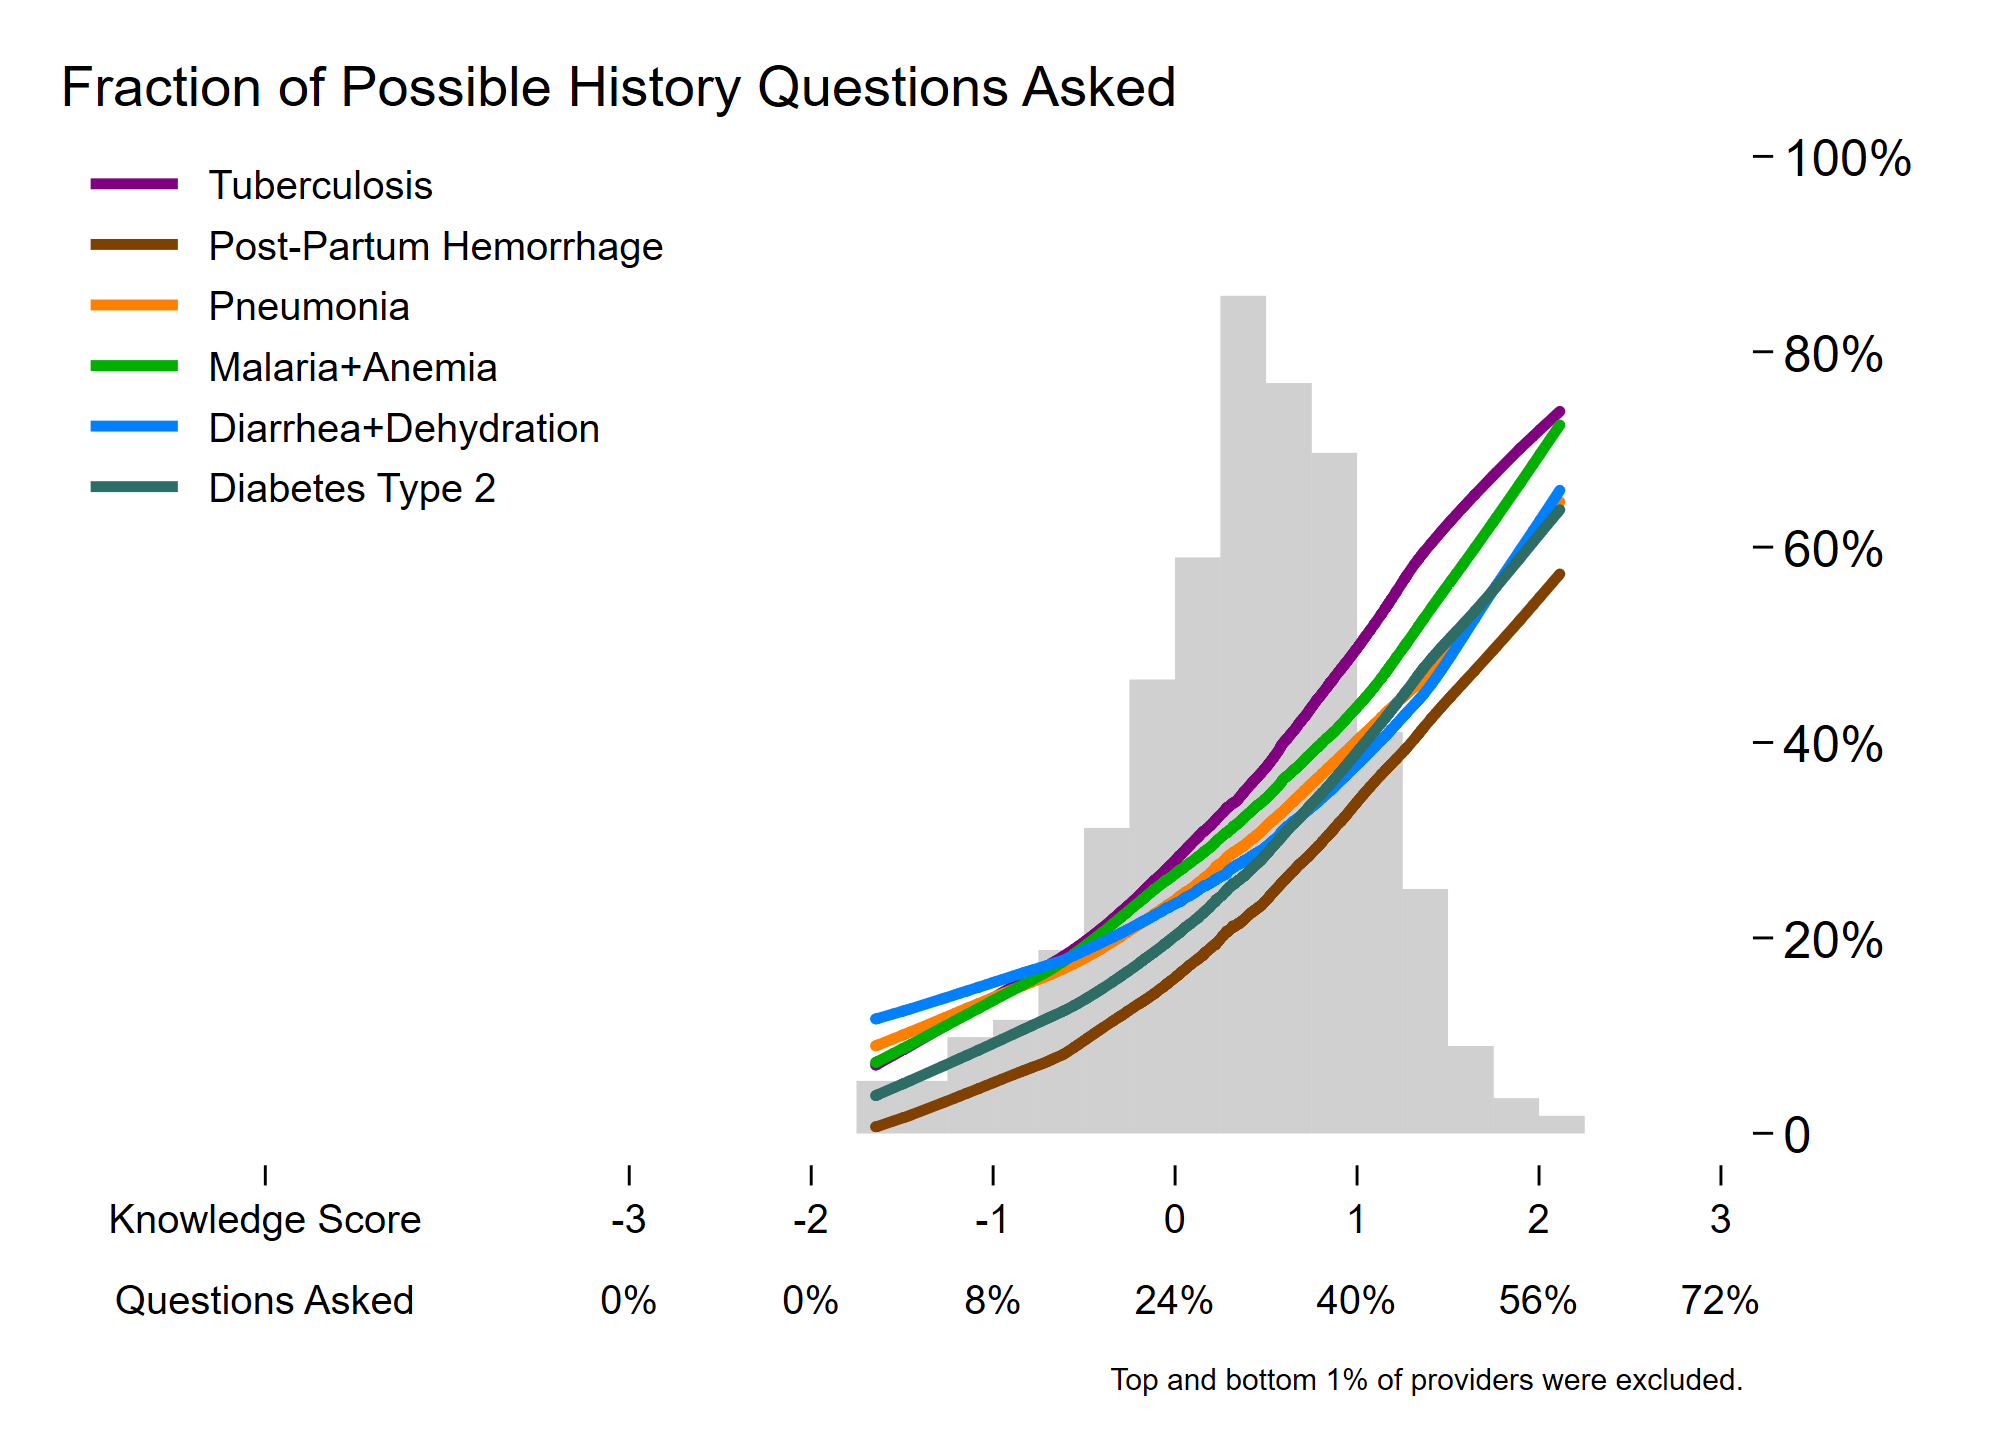 Fraction of Possible History Questions Asked
Tuberculosis
Post-Partum Hemorrhage
Pneumonia
Malaria+Anemia
Diarrhea+Dehydration
Diabetes Type 2
100%
80%
60%
40%
20%
0
Knowledge Score -3 -2 -1 0 1 2 3
Questions Asked 0% 0% 8% 24% 40% 56% 72%
Top and bottom 1% of providers were excluded.